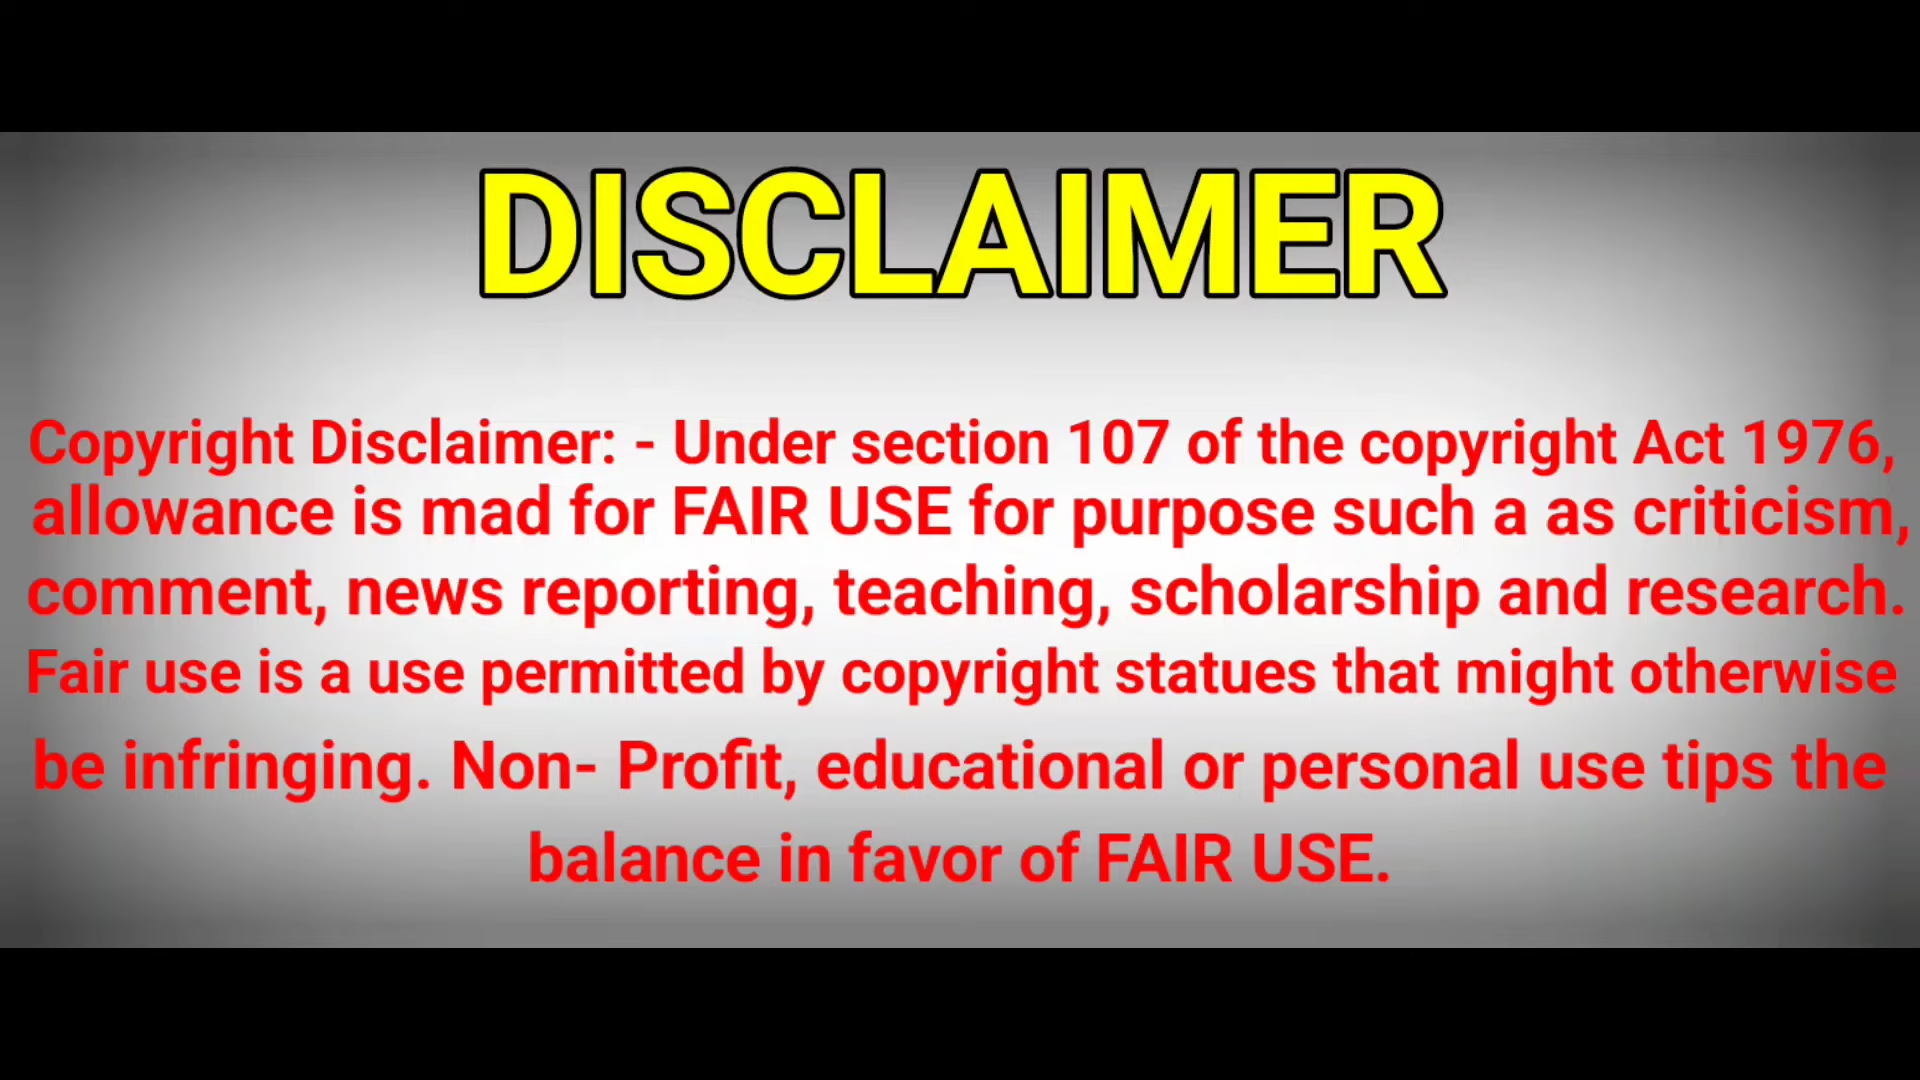 DISCLAIMER
Copyright Disclaimer: - Under section 107 of the copyright Act 1976,
allowance is mad for FAIR USE for purpose such a as criticism,
comment, news reporting, teaching, scholarship and research.
Fair use is a use permitted by copyright statues that might otherwise
be infringing. Non- Profit, educational or personal use tips the
balance in favor of FAIR USE.